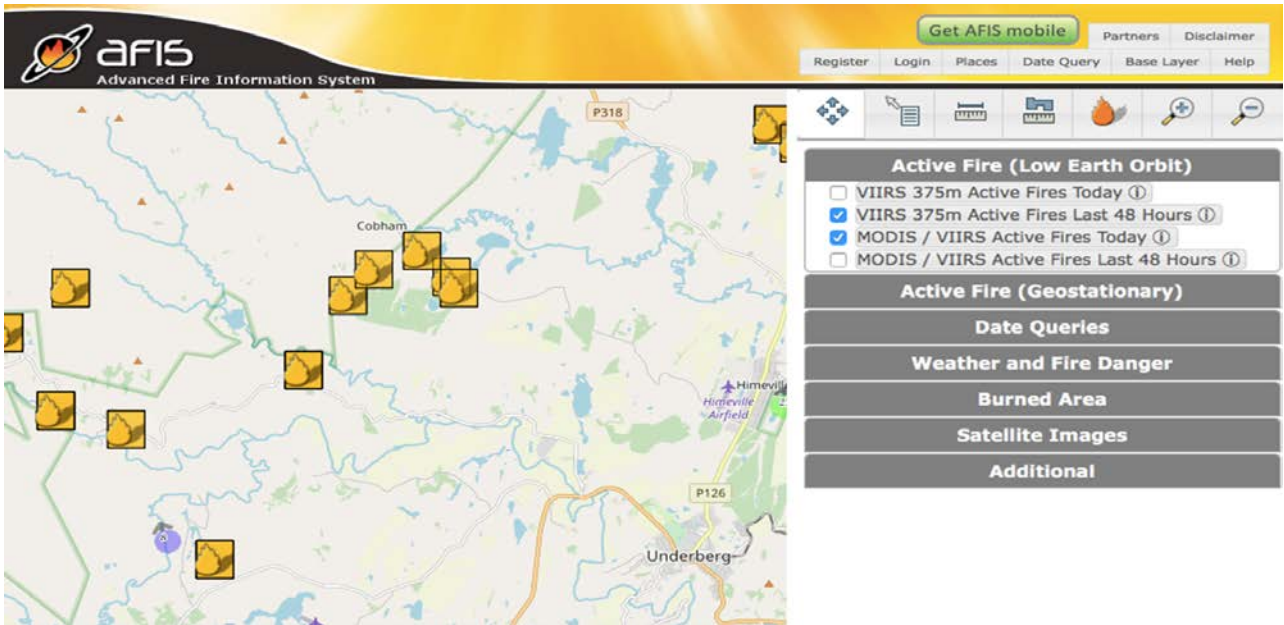 AFIS
Advanced Fire Information System
Get AFIS mobile
Partners
Disclaimer
Register
Login
Places
Date Query
Base Layer
Help
P318
Cobham
Himeville
Airfield
P126
Underberg
Active Fire (Low Earth Orbit)
VIIRS 375m Active Fires Today ⓘ
VIIRS 375m Active Fires Last 48 Hours ⓘ
MODIS / VIIRS Active Fires Today ⓘ
MODIS / VIIRS Active Fires Last 48 Hours ⓘ
Active Fire (Geostationary)
Date Queries
Weather and Fire Danger
Burned Area
Satellite Images
Additional